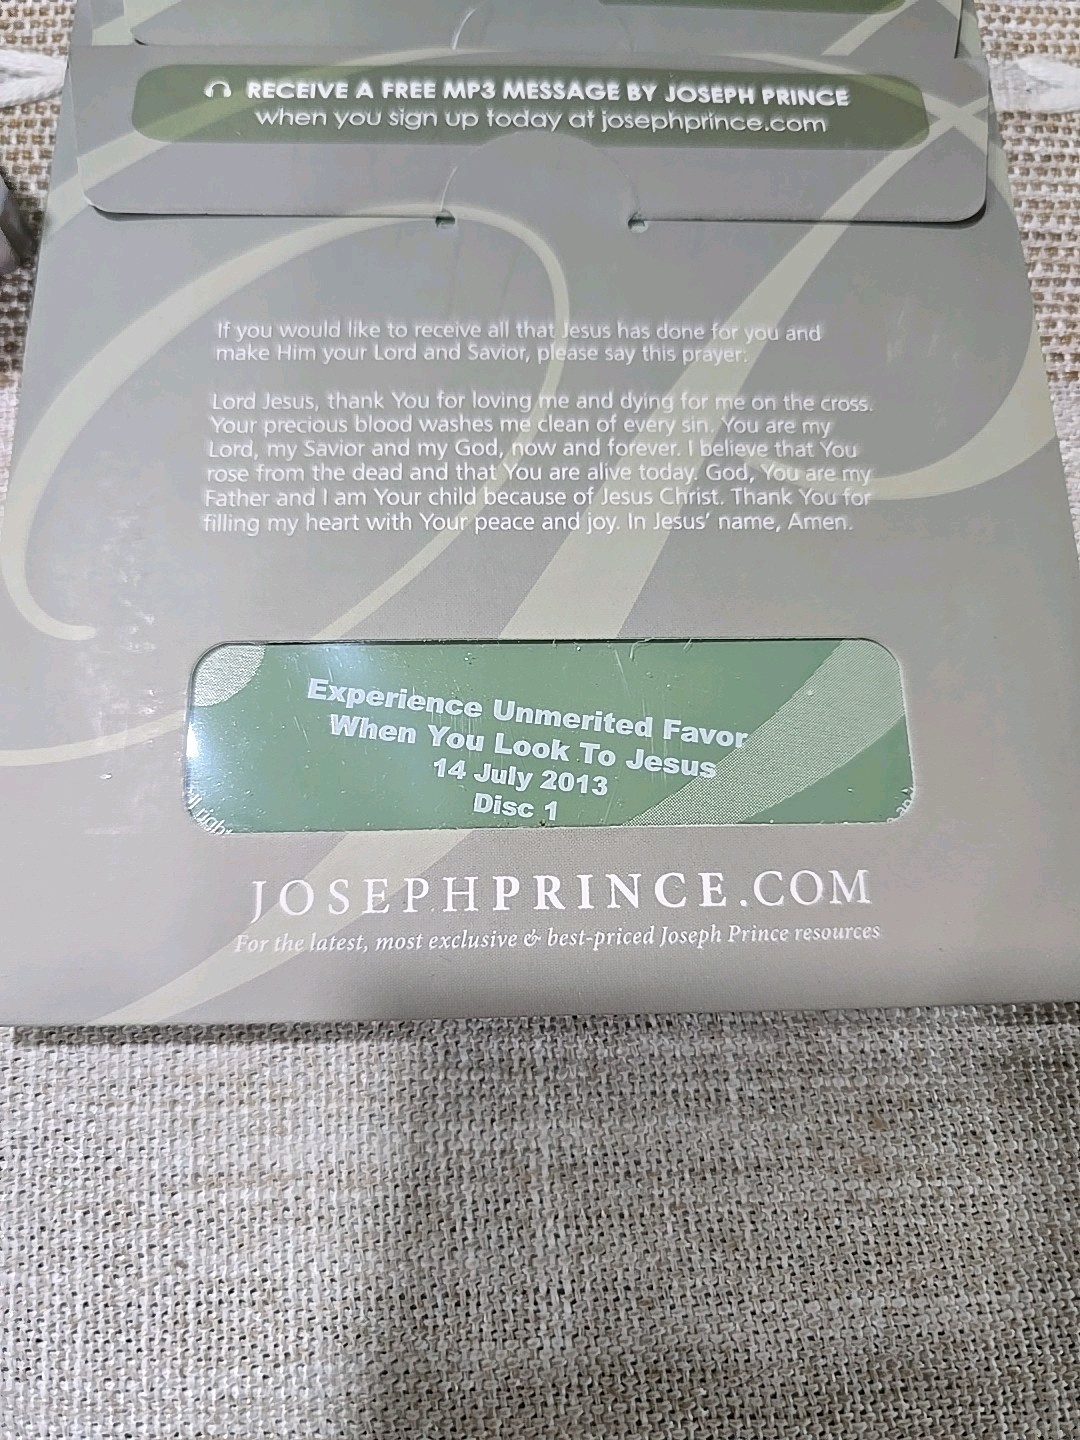 RECEIVE A FREE MP3 MESSAGE BY JOSEPH PRINCE
when you sign up today at josephprince.com
If you would like to receive all that Jesus has done for you and
make Him your Lord and Savior, please say this prayer:
Lord Jesus, thank You for loving me and dying for me on the cross.
Your precious blood washes me clean of every sin. You are my
Lord, my Savior and my God, now and forever. I believe that You
rose from the dead and that You are alive today. God, You are my
Father and I am Your child because of Jesus Christ. Thank You for
filling my heart with Your peace and joy. In Jesus' name, Amen.
Experience Unmerited Favor
When You Look To Jesus
14 July 2013
Disc 1
JOSEPHPRINCE.COM
For the latest, most exclusive & best-priced Joseph Prince resources